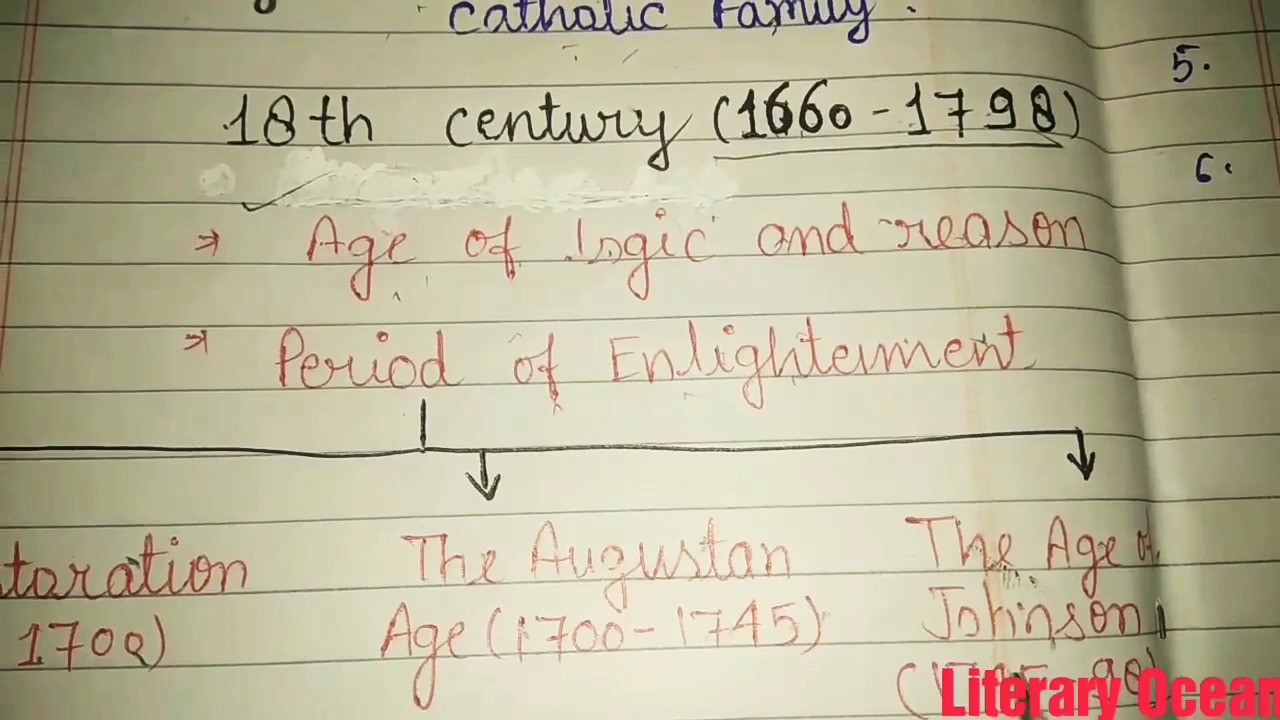 catholic Family.
5.
18th century (1660-1798)
6.
⇒ Age of logic and reason
⇒ Period of Enlightenment
taration The Augustan The Age of
1700) Age (1700-1745) Johnson
Literary Ocean